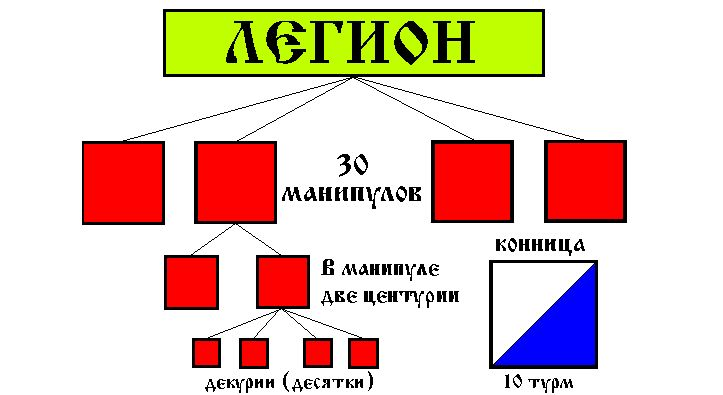 ЛЕГИОН
30
манипулов
конница
В манипуле
две центурии
декурии (десятки)
10 турм